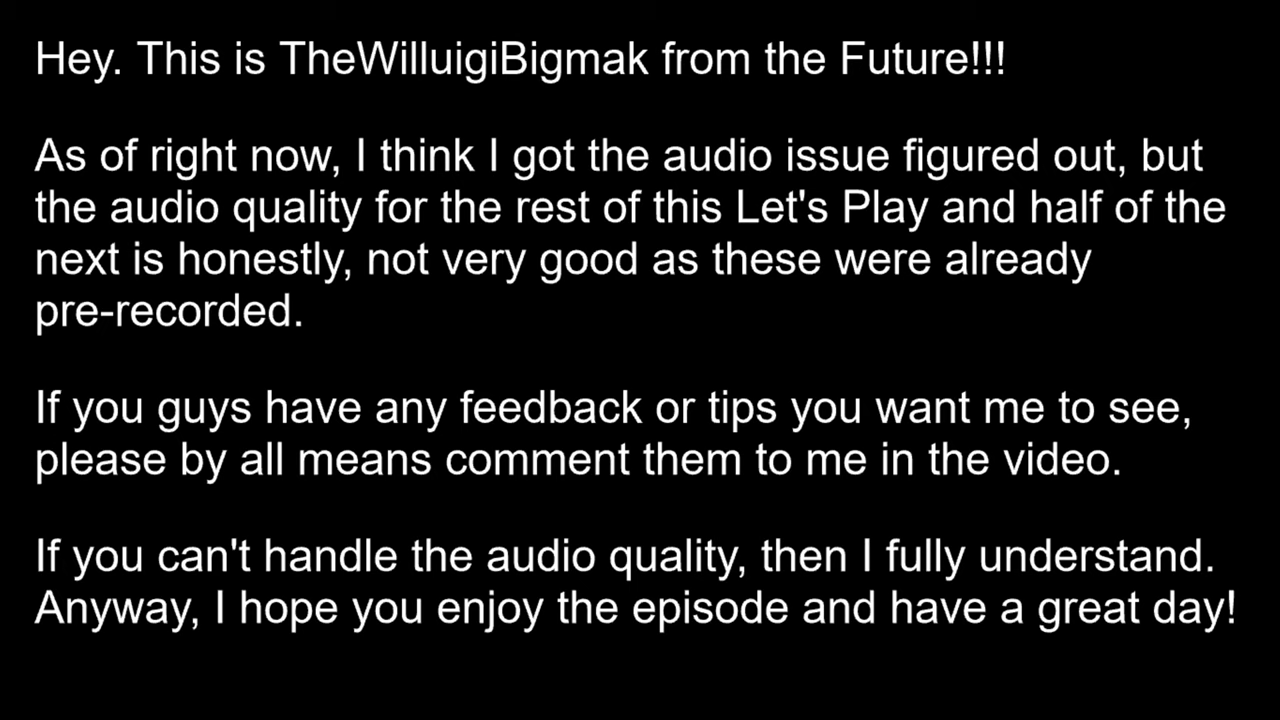 Hey. This is TheWilluigiBigmak from the Future!!!
As of right now, I think I got the audio issue figured out, but
the audio quality for the rest of this Let's Play and half of the
next is honestly, not very good as these were already
pre-recorded.
If you guys have any feedback or tips you want me to see,
please by all means comment them to me in the video.
If you can't handle the audio quality, then I fully understand.
Anyway, I hope you enjoy the episode and have a great day!